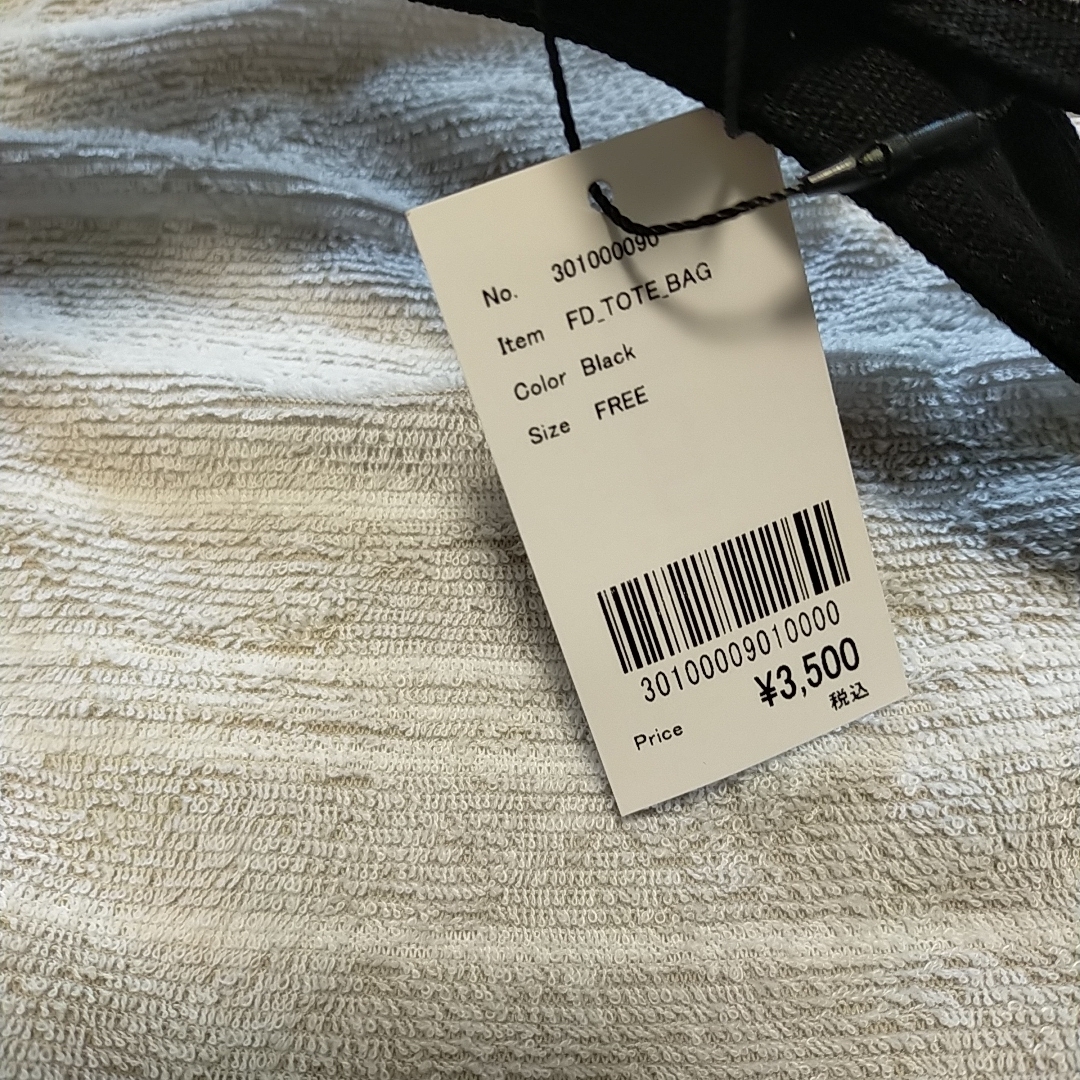 No. 301000090
Item FD_TOTE_BAG
Color Black
Size FREE
30100009010000
¥3,500
税込
Price